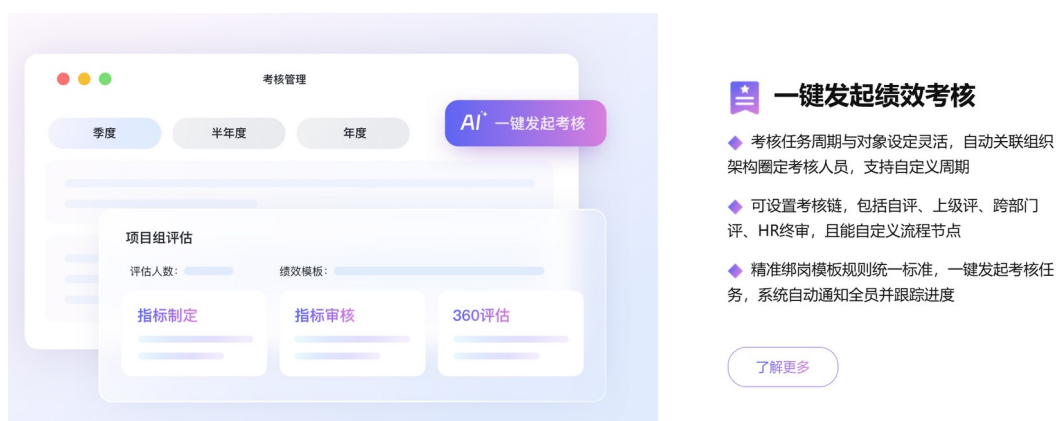 考核管理
季度
半年度
年度
AI 一键发起考核
项目组评估
评估人数:
绩效模板:
指标制定
指标审核
360评估
一键发起绩效考核
考核任务周期与对象设定灵活，自动关联组织
架构圈定考核人员，支持自定义周期
可设置考核链，包括自评、上级评、跨部门
评、HR终审，且能自定义流程节点
精准绑岗模板规则统一标准，一键发起考核任
务，系统自动通知全员并跟踪进度
了解更多